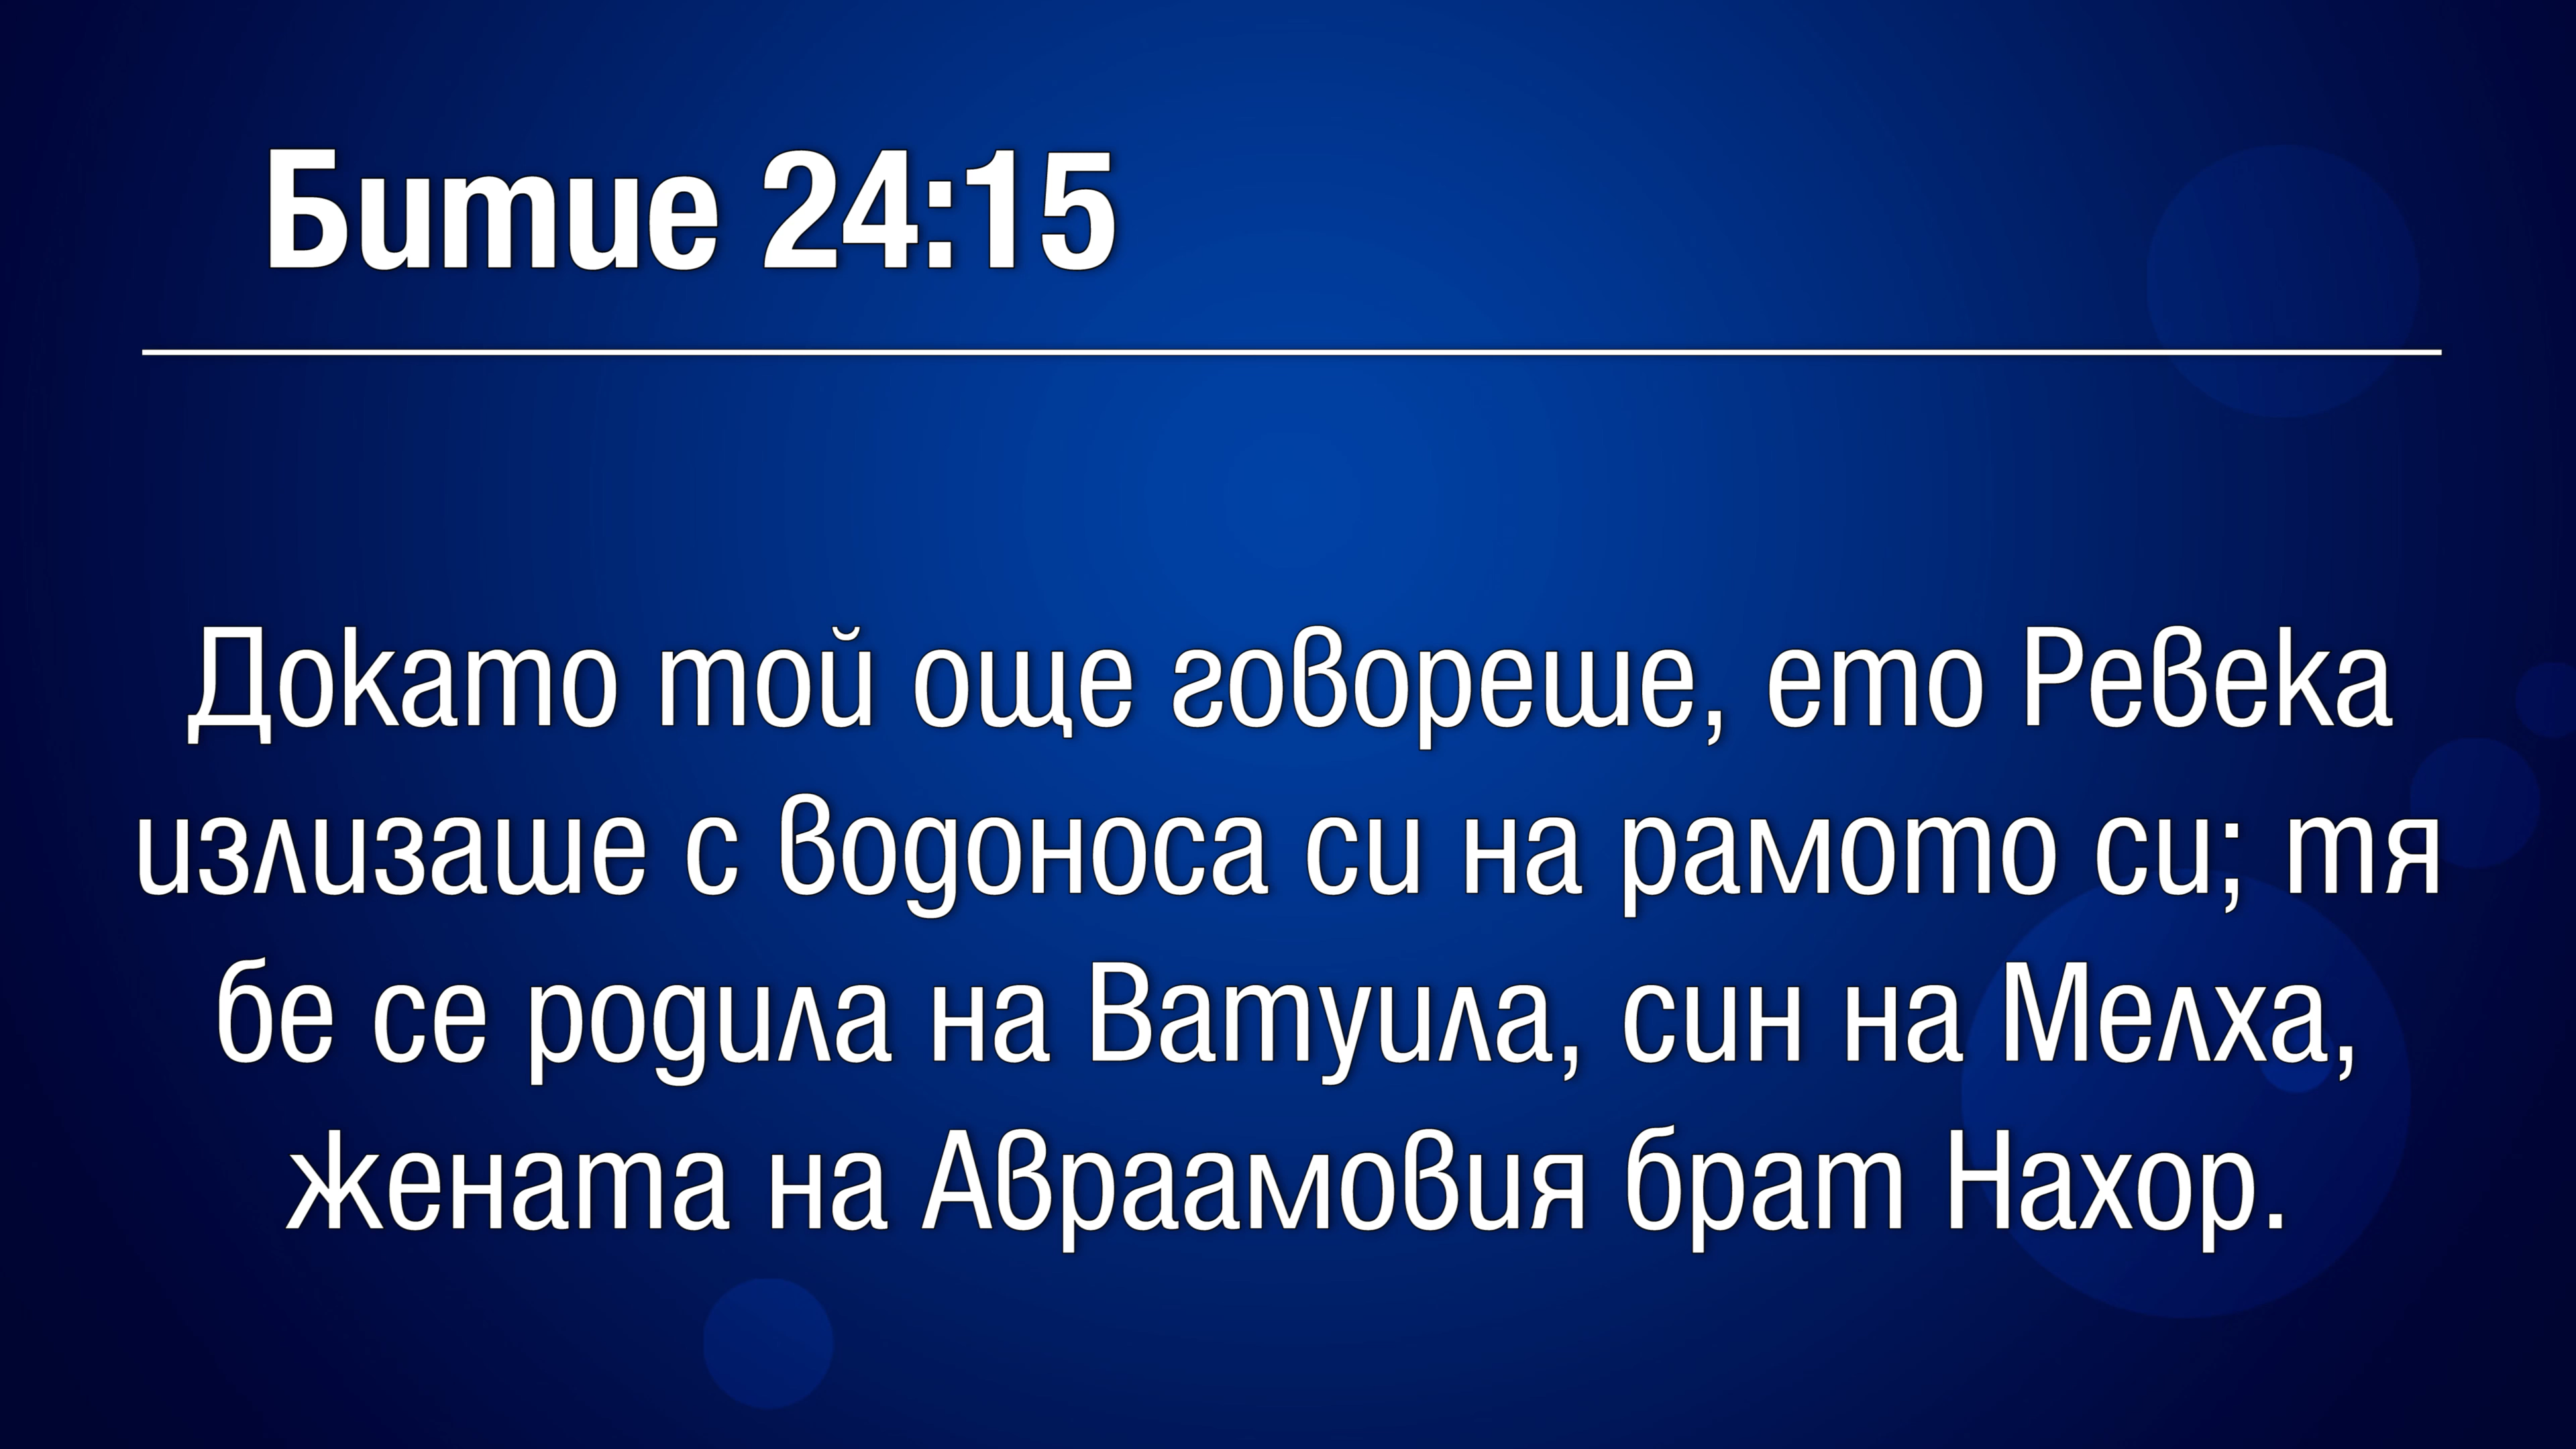 Битие 24:15
Докато той още говореше, ето Ревека
излизаше с водоноса си на рамото си; тя
бе се родила на Ватуила, син на Мелха,
жената на Авраамовия брат Нахор.